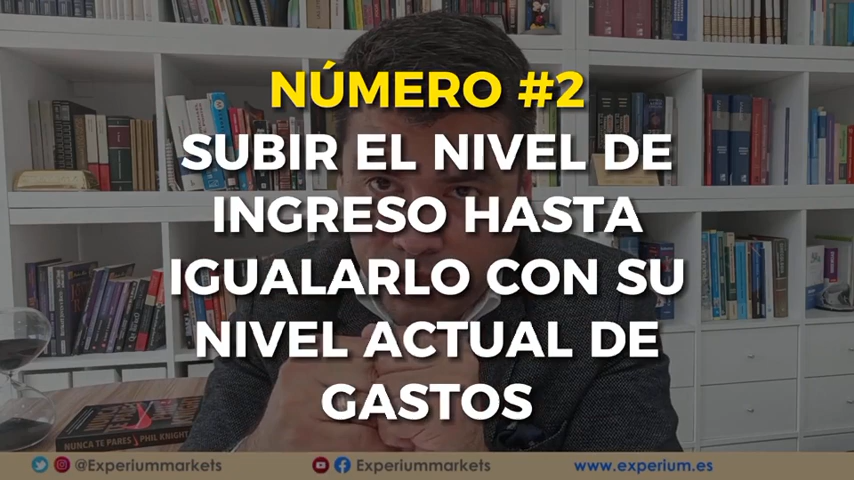 NÚMERO #2
SUBIR EL NIVEL DE
INGRESO HASTA
IGUALARLO CON SU
NIVEL ACTUAL DE
GASTOS
NUNCA TE PARES PHIL KNIGHT
@Experiummarkets
Experiummarkets
www.experium.es